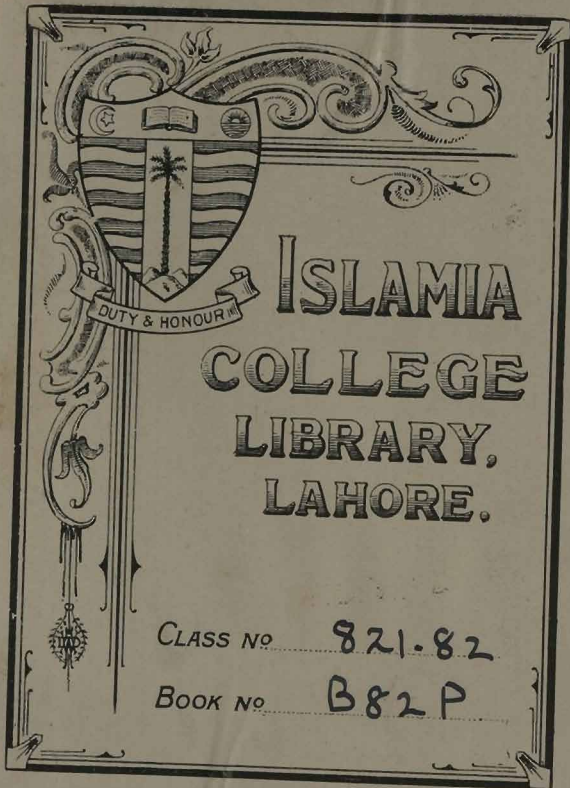 DUTY & HONOUR
ISLAMIA
COLLEGE
LIBRARY,
LAHORE.
CLASS NO 821.82
BOOK NO B82P